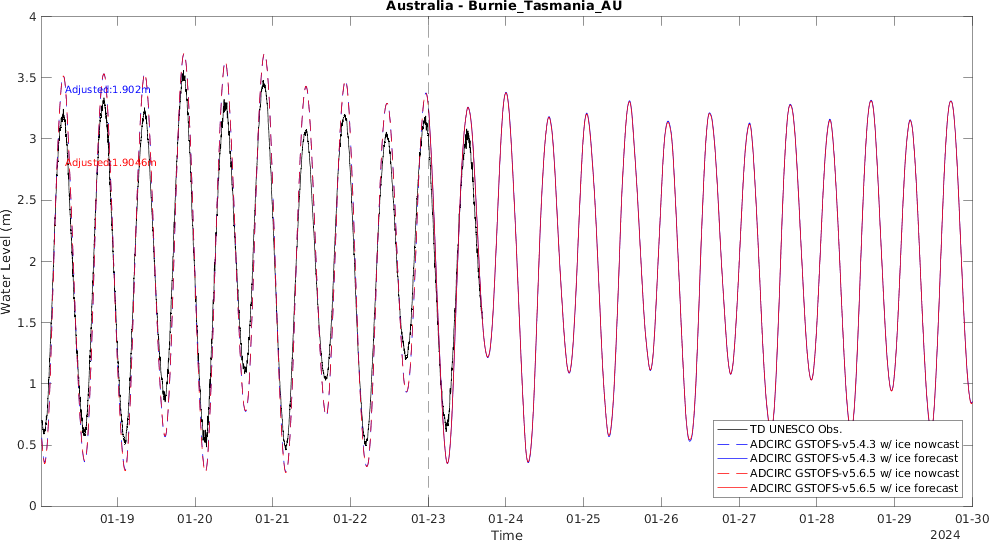 Australia - Burnie_Tasmania_AU
4
3.5
3
2.5
2
1.5
1
0.5
0
Water Level (m)
Adjusted:1.902m
Adjusted:1.9046m
01-19
01-20
01-21
01-22
01-23
01-24
01-25
01-26
01-27
01-28
01-29
01-30
Time
2024
TD UNESCO Obs.
ADCIRC GSTOFS-v5.4.3 w/ ice nowcast
ADCIRC GSTOFS-v5.4.3 w/ ice forecast
ADCIRC GSTOFS-v5.6.5 w/ ice nowcast
ADCIRC GSTOFS-v5.6.5 w/ ice forecast